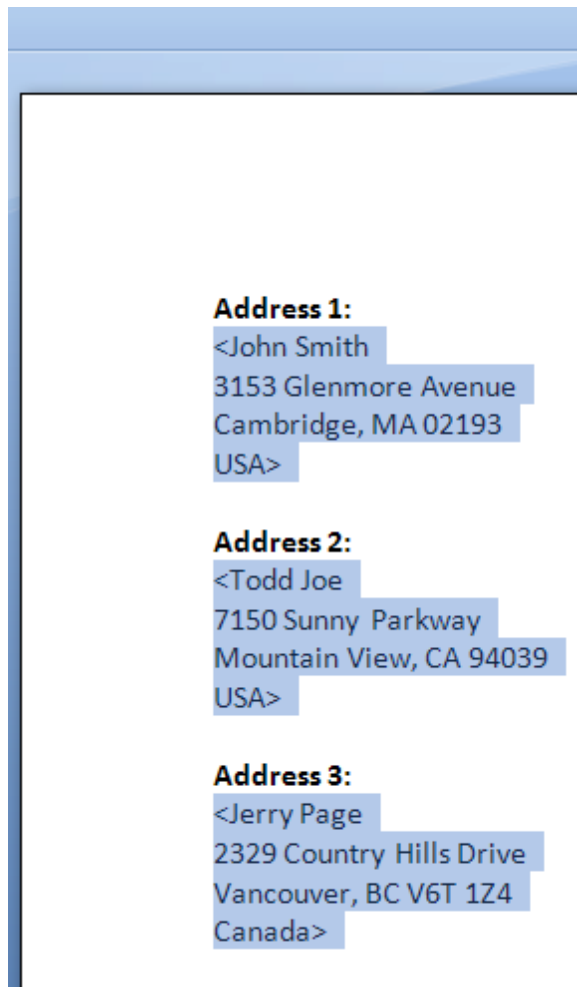 Address 1:
<John Smith
3153 Glenmore Avenue
Cambridge, MA 02193
USA>
Address 2:
<Todd Joe
7150 Sunny Parkway
Mountain View, CA 94039
USA>
Address 3:
<Jerry Page
2329 Country Hills Drive
Vancouver, BC V6T 1Z4
Canada>